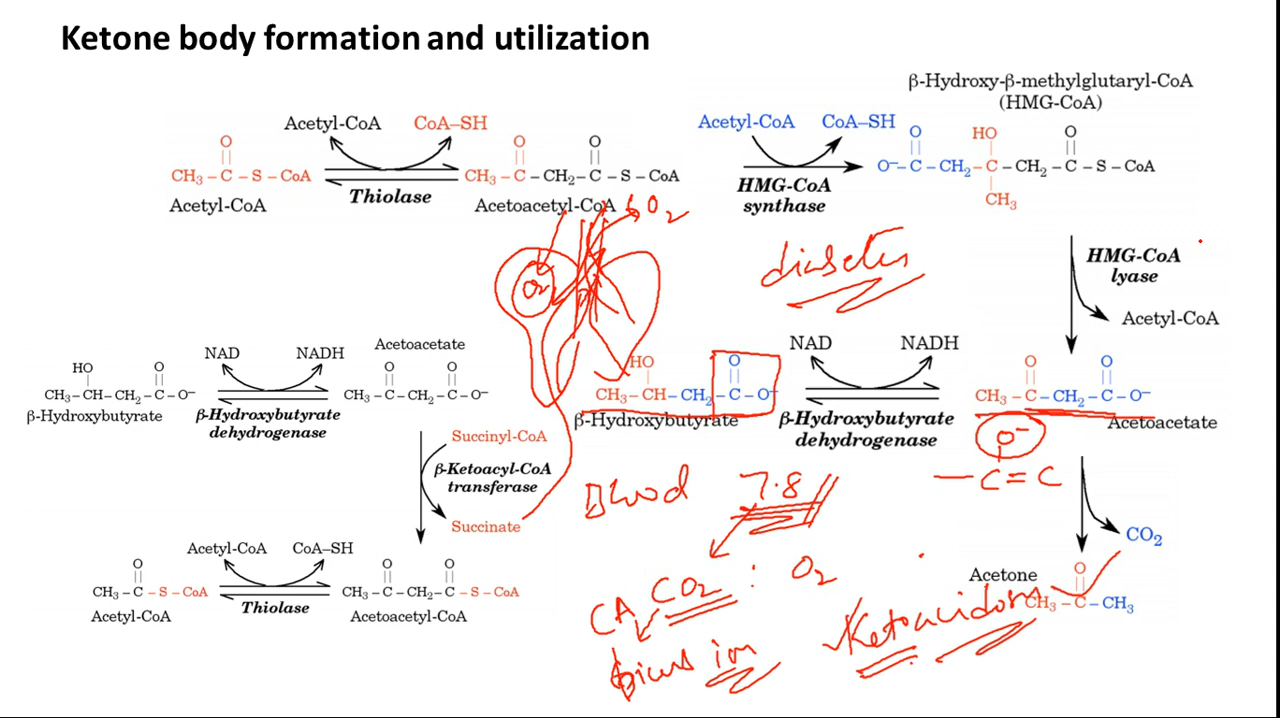 Ketone body formation and utilization
β-Hydroxy-β-methylglutaryl-CoA
(HMG-CoA)
Acetyl-CoA CoA–SH
O
CH3 – C – S – CoA
Acetyl-CoA
Thiolase
O O
CH3 – C – CH2 – C – S – CoA
Acetoacetyl-CoA
Acetyl-CoA CoA–SH
HMG-CoA
synthase
O HO O
O– – C – CH2 – C – CH2 – C – S – CoA
CH3
HMG-CoA
lyase
Acetyl-CoA
6O2
O2
diabetes
HO O
CH3 – CH – CH2 – C – O–
β-Hydroxybutyrate
NAD NADH
β-Hydroxybutyrate
dehydrogenase
Acetoacetate
O O
CH3 – C – CH2 – C – O–
HO O
CH3 – CH – CH2 – C – O–
β-Hydroxybutyrate
NAD NADH
β-Hydroxybutyrate
dehydrogenase
O O
CH3 – C – CH2 – C – O–
Acetoacetate
O–
– C = C
Succinyl-CoA
β-Ketoacyl-CoA
transferase
Succinate
Blood 7.8
CO2 : O2
CA
ion
Ketoacidosis
CO2
Acetone
O
CH3 – C – CH3
Acetyl-CoA CoA–SH
O
CH3 – C – S – CoA
Acetyl-CoA
Thiolase
O O
CH3 – C – CH2 – C – S – CoA
Acetoacetyl-CoA